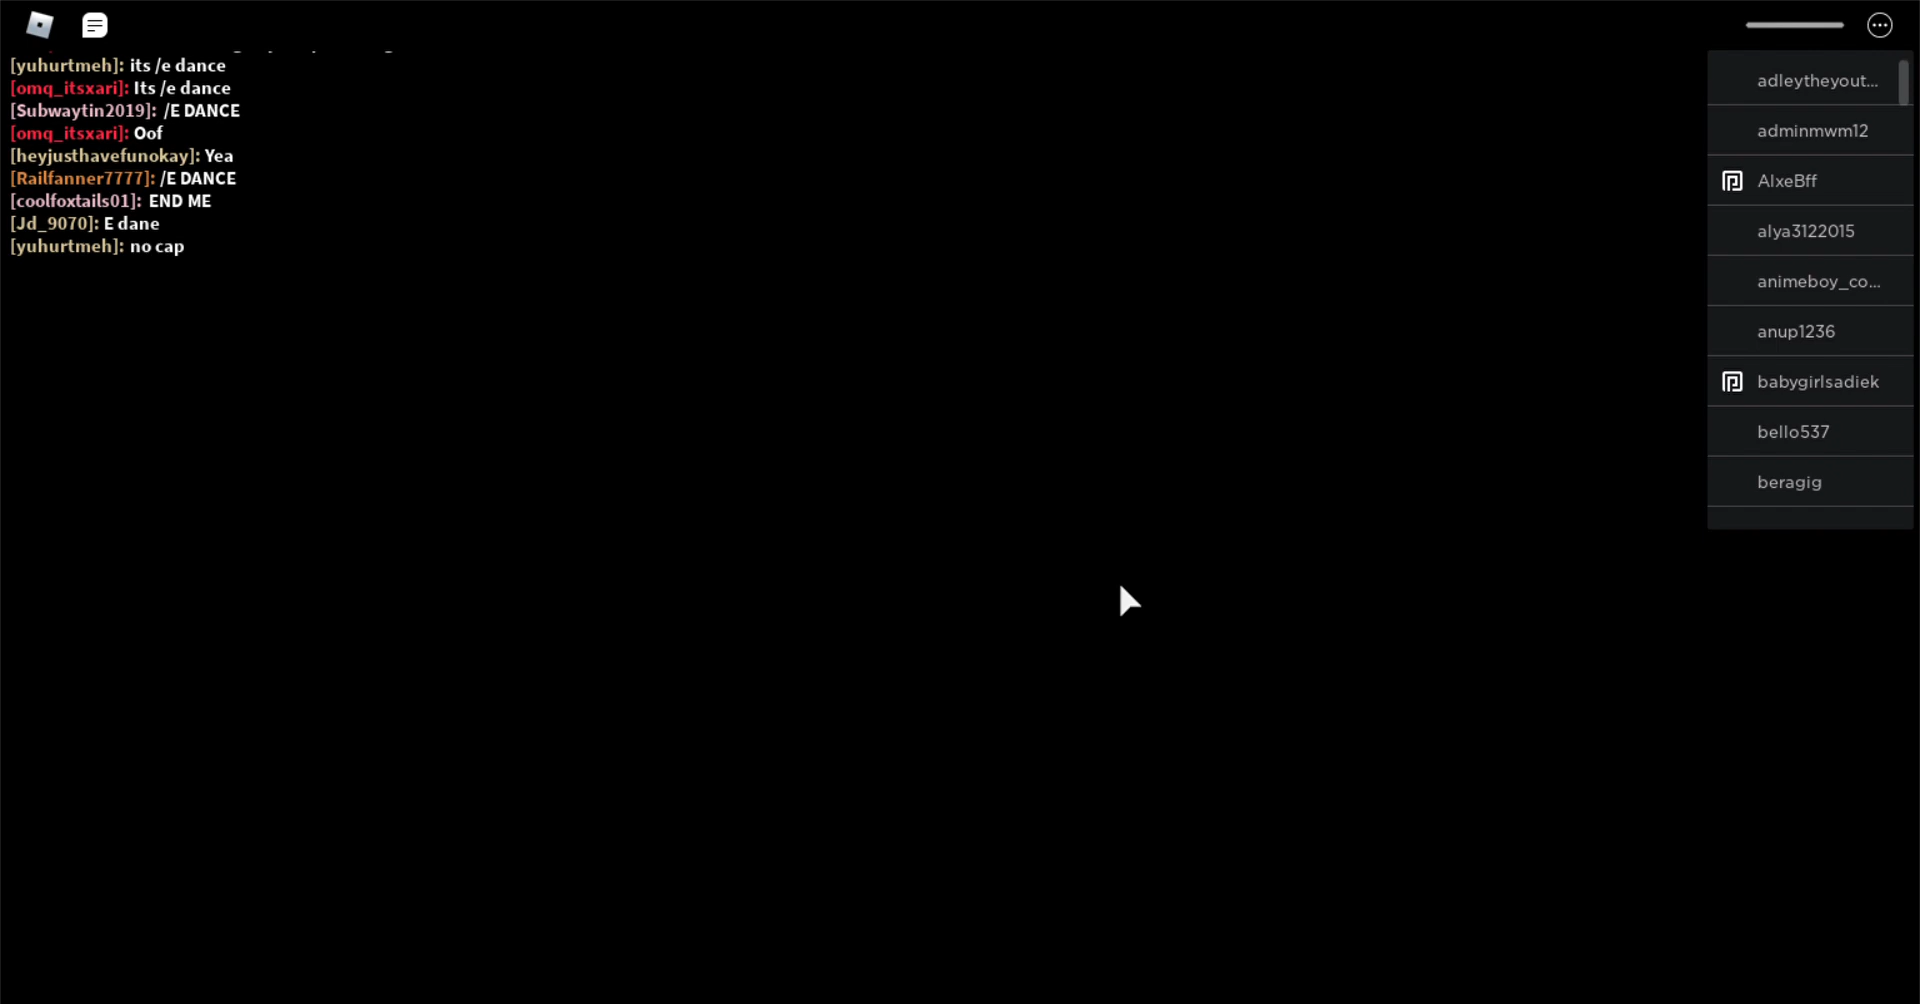 [yuhurtmeh]: its /e dance
[omq_itsxari]: Its /e dance
[Subwaytin2019]: /E DANCE
[omq_itsxari]: Oof
[heyjusthavefunokay]: Yea
[Railfanner7777]: /E DANCE
[coolfoxtails01]: END ME
[Jd_9070]: E dane
[yuhurtmeh]: no cap
adleytheyout...
adminmwm12
AlxeBff
alya3122015
animeboy_co...
anup1236
babygirlsadiek
bello537
beragig